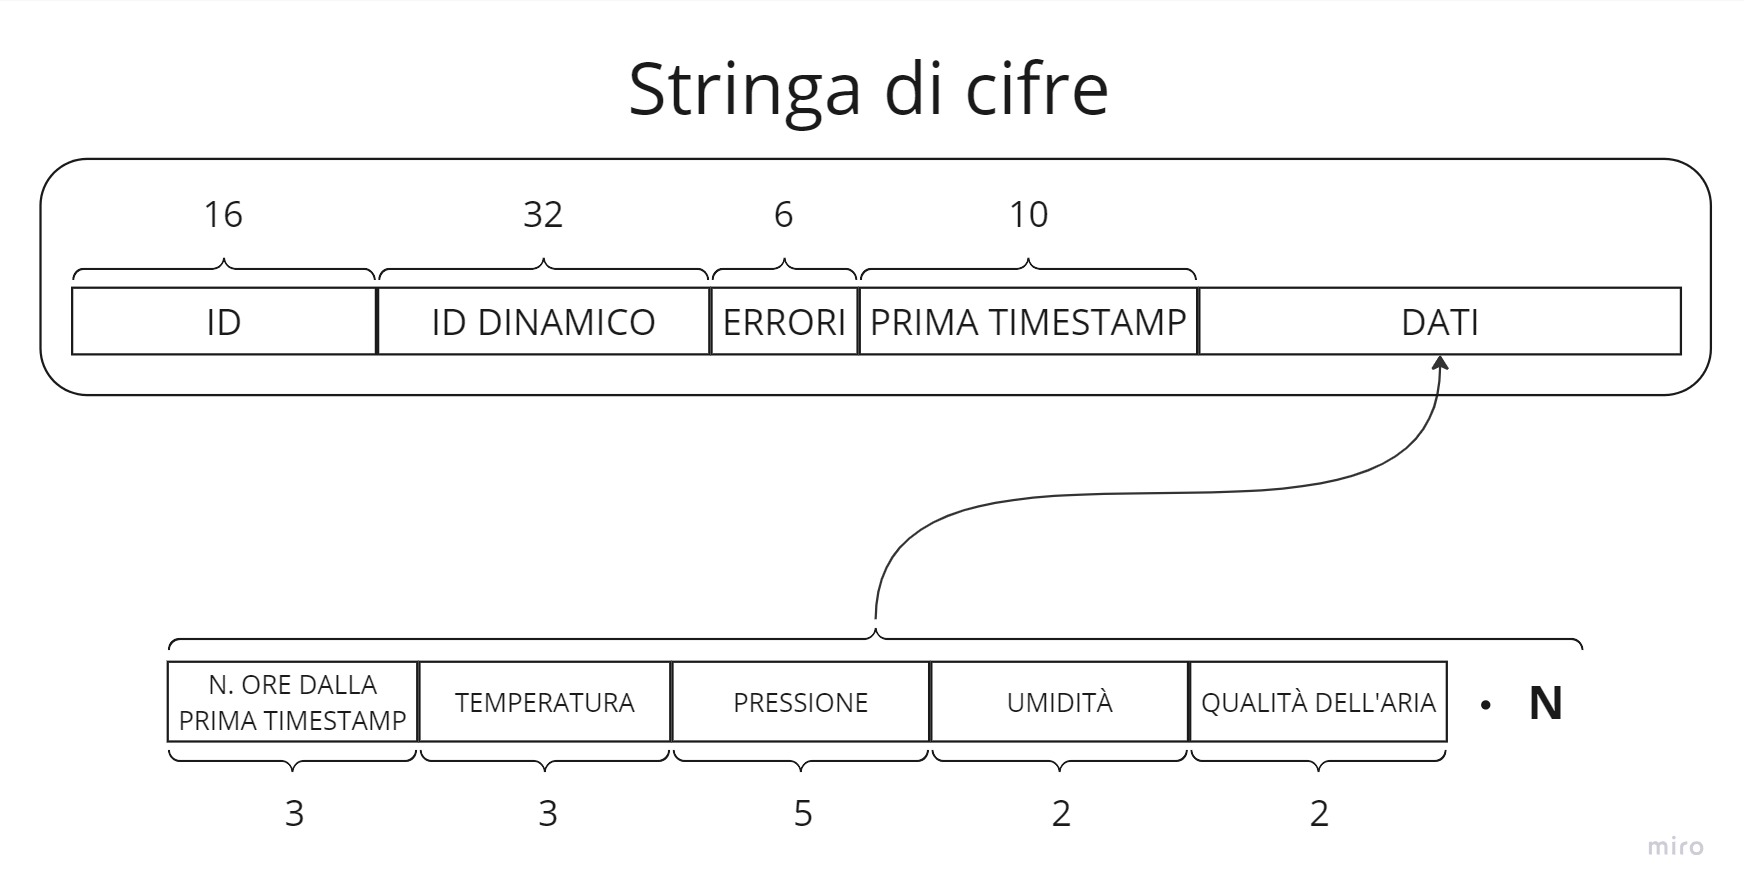 Stringa di cifre
16 32 6 10
ID ID DINAMICO ERRORI PRIMA TIMESTAMP DATI
N. ORE DALLA
PRIMA TIMESTAMP
TEMPERATURA
PRESSIONE
UMIDITÀ
QUALITÀ DELL'ARIA
• N
3 3 5 2 2
miro